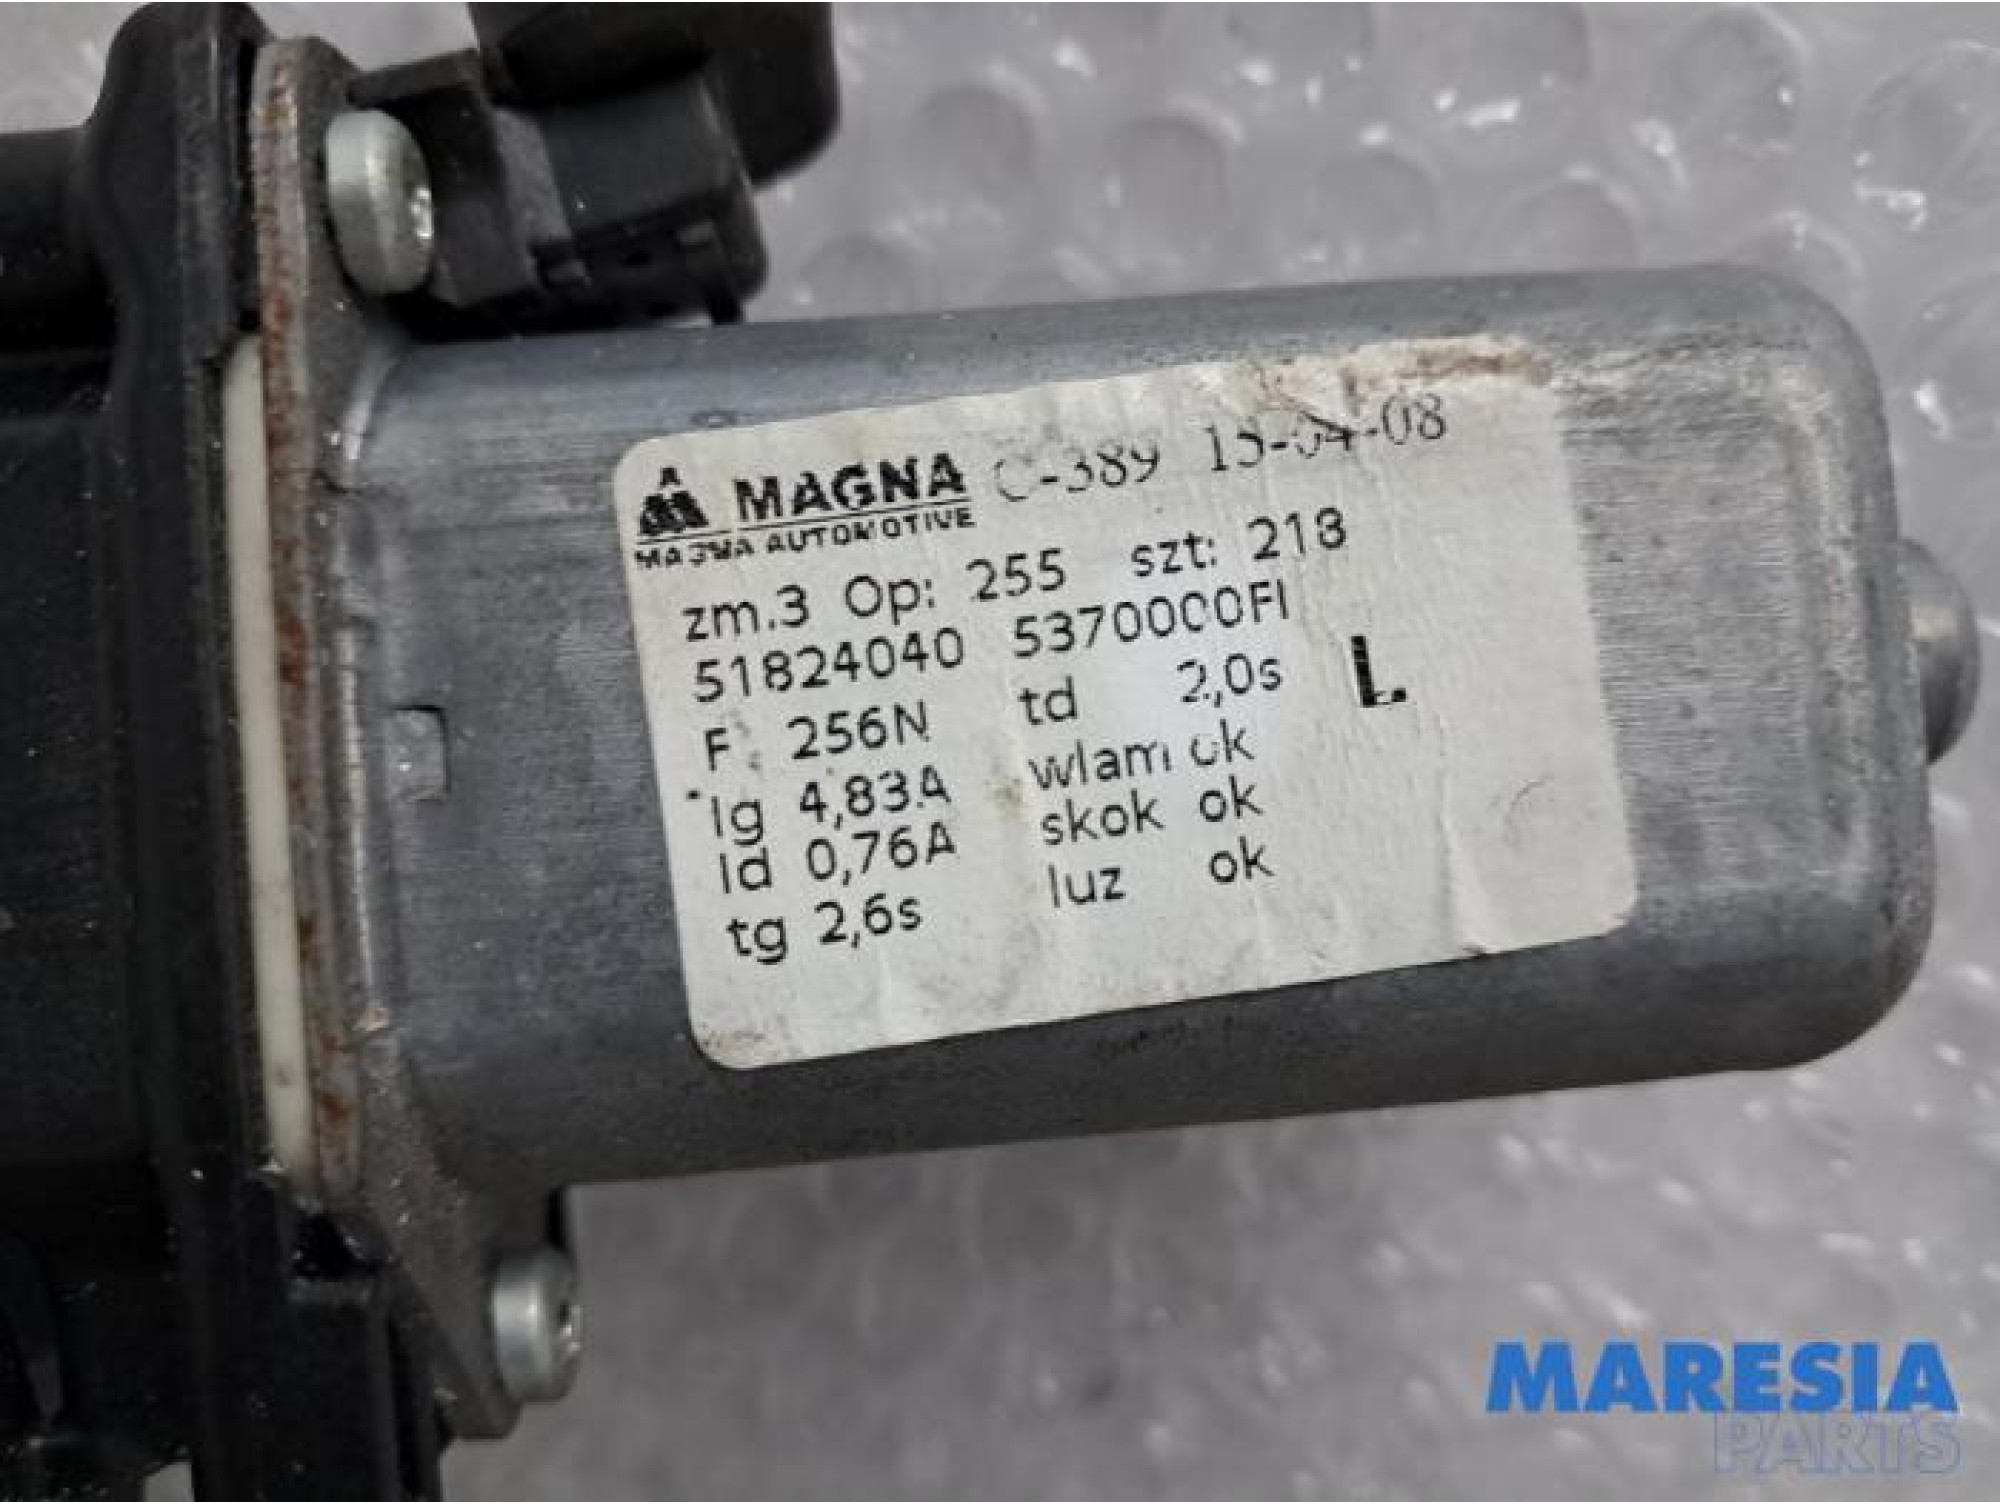 MAGNA C-389 15-04-08
MAGNA AUTOMOTIVE
zm.3 Op: 255 szt: 218
51824040 5370000FI
F 256N td 2,0s L
Ig 4,83A wlam ok
Id 0,76A skok ok
tg 2,6s luz ok
MARESIA
PARTS